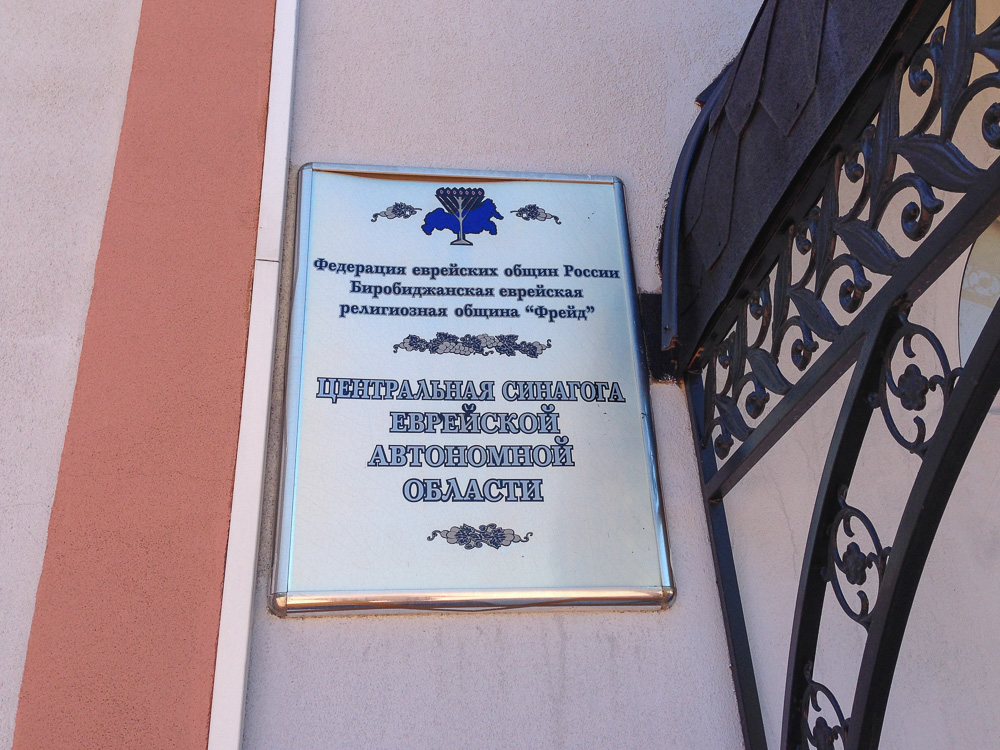 Федерация еврейских общин России
Биробиджанская еврейская
религиозная община “Фрейд”
ЦЕНТРАЛЬНАЯ СИНАГОГА
ЕВРЕЙСКОЙ
АВТОНОМНОЙ
ОБЛАСТИ